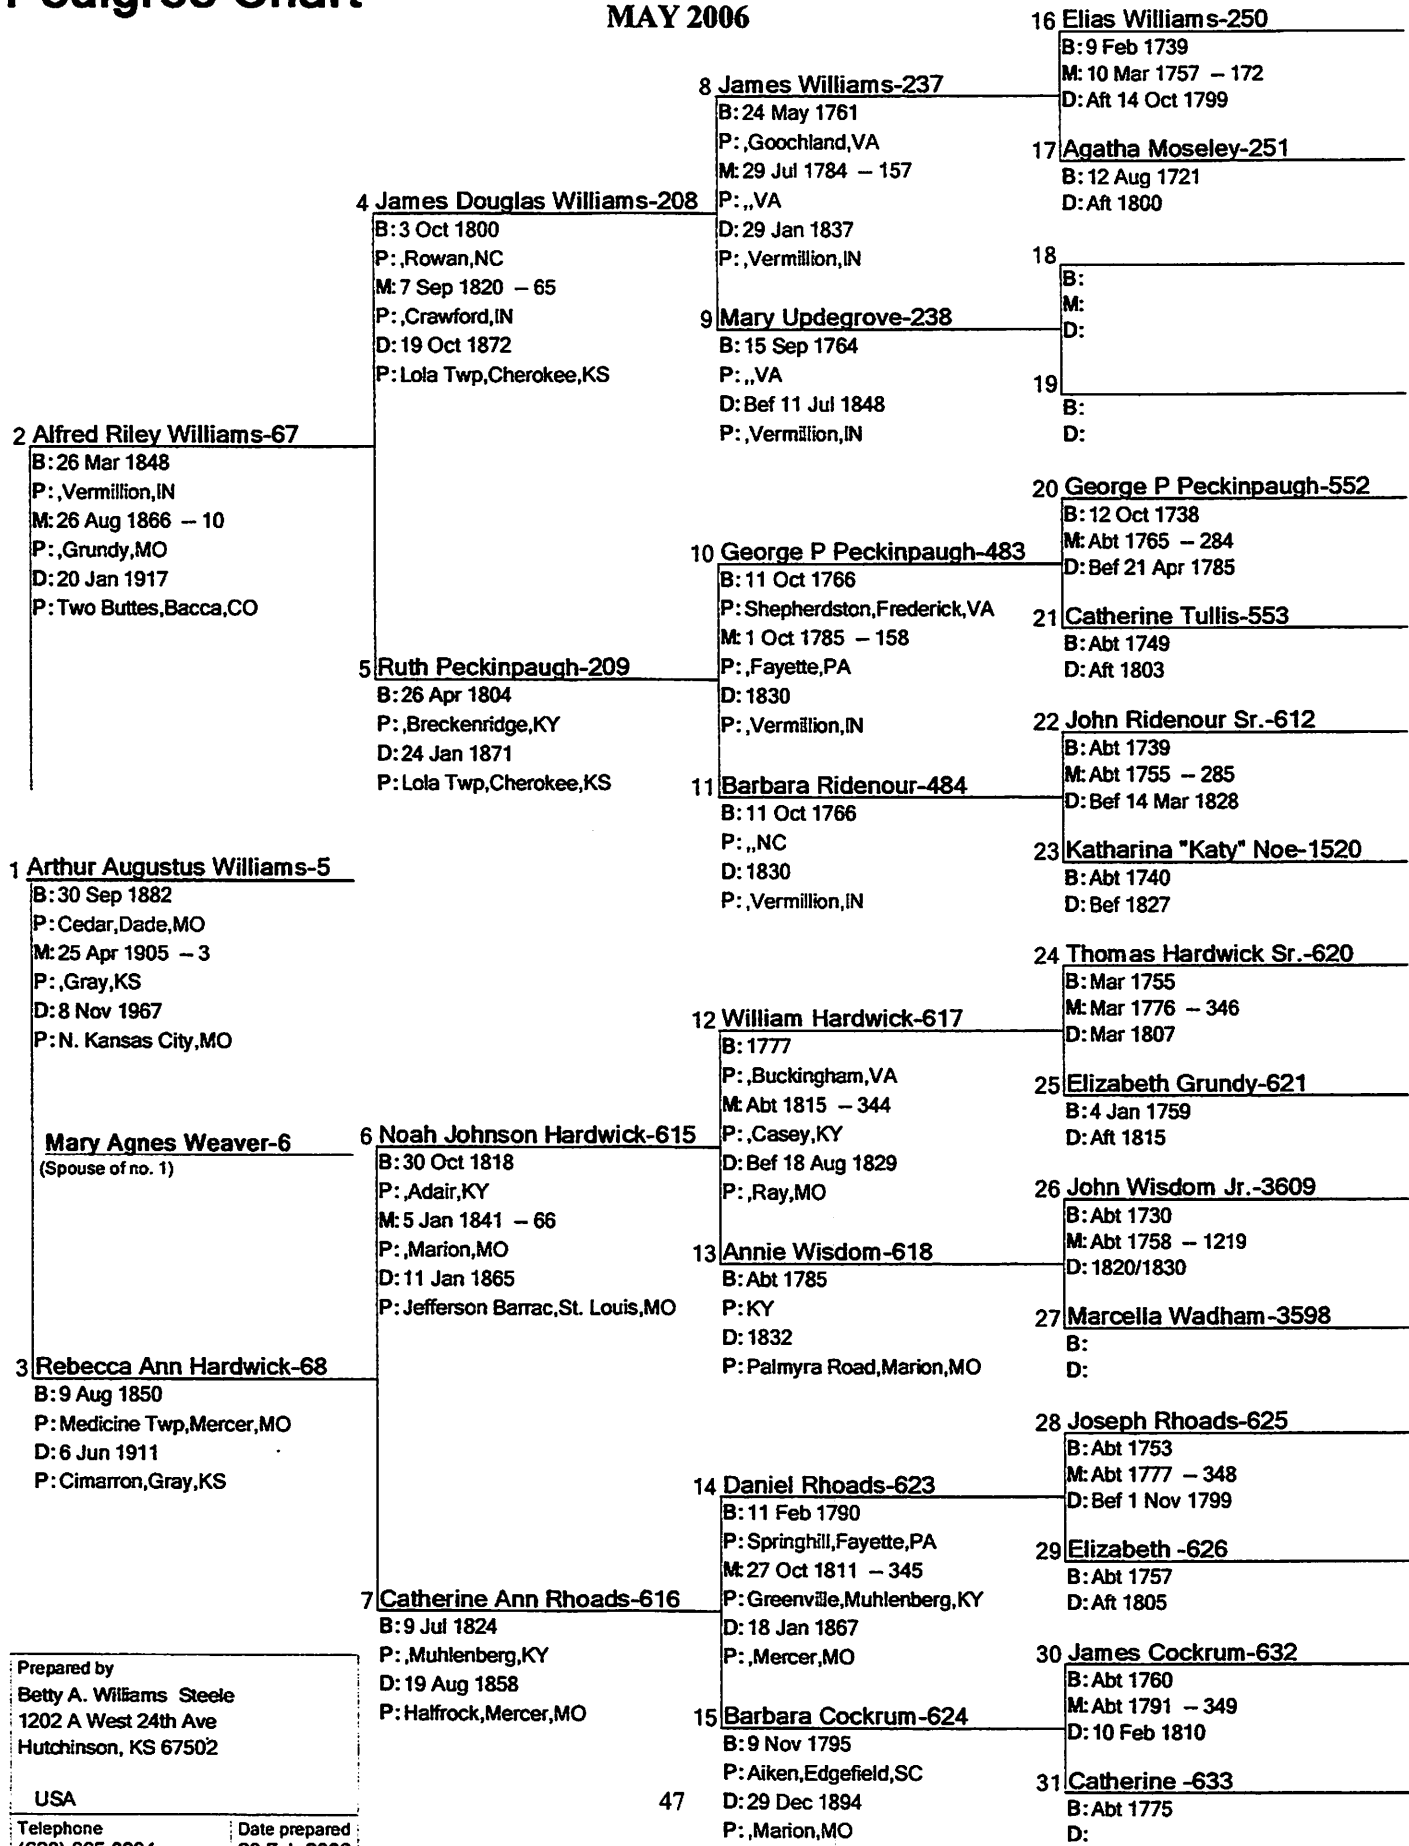 Pedigree Chart
MAY 2006
16 Elias Williams-250
B: 9 Feb 1739
M: 10 Mar 1757 – 172
D: Aft 14 Oct 1799
8 James Williams-237
B: 24 May 1761
P: ,Goochland,VA
M: 29 Jul 1784 – 157
P: ,,VA
D: 29 Jan 1837
P: ,Vermillion,IN
17 Agatha Moseley-251
B: 12 Aug 1721
D: Aft 1800
4 James Douglas Williams-208
B: 3 Oct 1800
P: ,Rowan,NC
M: 7 Sep 1820 – 65
P: ,Crawford,IN
D: 19 Oct 1872
P: Lola Twp,Cherokee,KS
18
B:
M:
D:
9 Mary Updegrove-238
B: 15 Sep 1764
P: ,,VA
D: Bef 11 Jul 1848
P: ,Vermillion,IN
19
B:
D:
2 Alfred Riley Williams-67
B: 26 Mar 1848
P: ,Vermillion,IN
M: 26 Aug 1866 – 10
P: ,Grundy,MO
D: 20 Jan 1917
P: Two Buttes,Bacca,CO
20 George P Peckinpaugh-552
B: 12 Oct 1738
M: Abt 1765 – 284
D: Bef 21 Apr 1785
10 George P Peckinpaugh-483
B: 11 Oct 1766
P: Shepherdston,Frederick,VA
M: 1 Oct 1785 – 158
P: ,Fayette,PA
D: 1830
P: ,Vermillion,IN
21 Catherine Tullis-553
B: Abt 1749
D: Aft 1803
5 Ruth Peckinpaugh-209
B: 26 Apr 1804
P: ,Breckenridge,KY
D: 24 Jan 1871
P: Lola Twp,Cherokee,KS
22 John Ridenour Sr.-612
B: Abt 1739
M: Abt 1755 – 285
D: Bef 14 Mar 1828
11 Barbara Ridenour-484
B: 11 Oct 1766
P: ,,NC
D: 1830
P: ,Vermillion,IN
23 Katharina "Katy" Noe-1520
B: Abt 1740
D: Bef 1827
1 Arthur Augustus Williams-5
B: 30 Sep 1882
P: Cedar,Dade,MO
M: 25 Apr 1905 – 3
P: ,Gray,KS
D: 8 Nov 1967
P: N. Kansas City,MO
24 Thomas Hardwick Sr.-620
B: Mar 1755
M: Mar 1776 – 346
D: Mar 1807
12 William Hardwick-617
B: 1777
P: ,Buckingham,VA
M: Abt 1815 – 344
P: ,Casey,KY
D: Bef 18 Aug 1829
P: ,Ray,MO
25 Elizabeth Grundy-621
B: 4 Jan 1759
D: Aft 1815
Mary Agnes Weaver-6
(Spouse of no. 1)
6 Noah Johnson Hardwick-615
B: 30 Oct 1818
P: ,Adair,KY
M: 5 Jan 1841 – 66
P: ,Marion,MO
D: 11 Jan 1865
P: Jefferson Barrac,St. Louis,MO
26 John Wisdom Jr.-3609
B: Abt 1730
M: Abt 1758 – 1219
D: 1820/1830
13 Annie Wisdom-618
B: Abt 1785
P: KY
D: 1832
P: Palmyra Road,Marion,MO
27 Marcella Wadham-3598
B:
D:
3 Rebecca Ann Hardwick-68
B: 9 Aug 1850
P: Medicine Twp,Mercer,MO
D: 6 Jun 1911
P: Cimarron,Gray,KS
28 Joseph Rhoads-625
B: Abt 1753
M: Abt 1777 – 348
D: Bef 1 Nov 1799
14 Daniel Rhoads-623
B: 11 Feb 1790
P: Springhill,Fayette,PA
M: 27 Oct 1811 – 345
P: Greenville,Muhlenberg,KY
D: 18 Jan 1867
P: ,Mercer,MO
29 Elizabeth -626
B: Abt 1757
D: Aft 1805
7 Catherine Ann Rhoads-616
B: 9 Jul 1824
P: ,Muhlenberg,KY
D: 19 Aug 1858
P: Halfrock,Mercer,MO
30 James Cockrum-632
B: Abt 1760
M: Abt 1791 – 349
D: 10 Feb 1810
15 Barbara Cockrum-624
B: 9 Nov 1795
P: Aiken,Edgefield,SC
D: 29 Dec 1894
P: ,Marion,MO
31 Catherine -633
B: Abt 1775
D:
Prepared by
Betty A. Williams Steele
1202 A West 24th Ave
Hutchinson, KS 67502
USA
Telephone
Date prepared
47